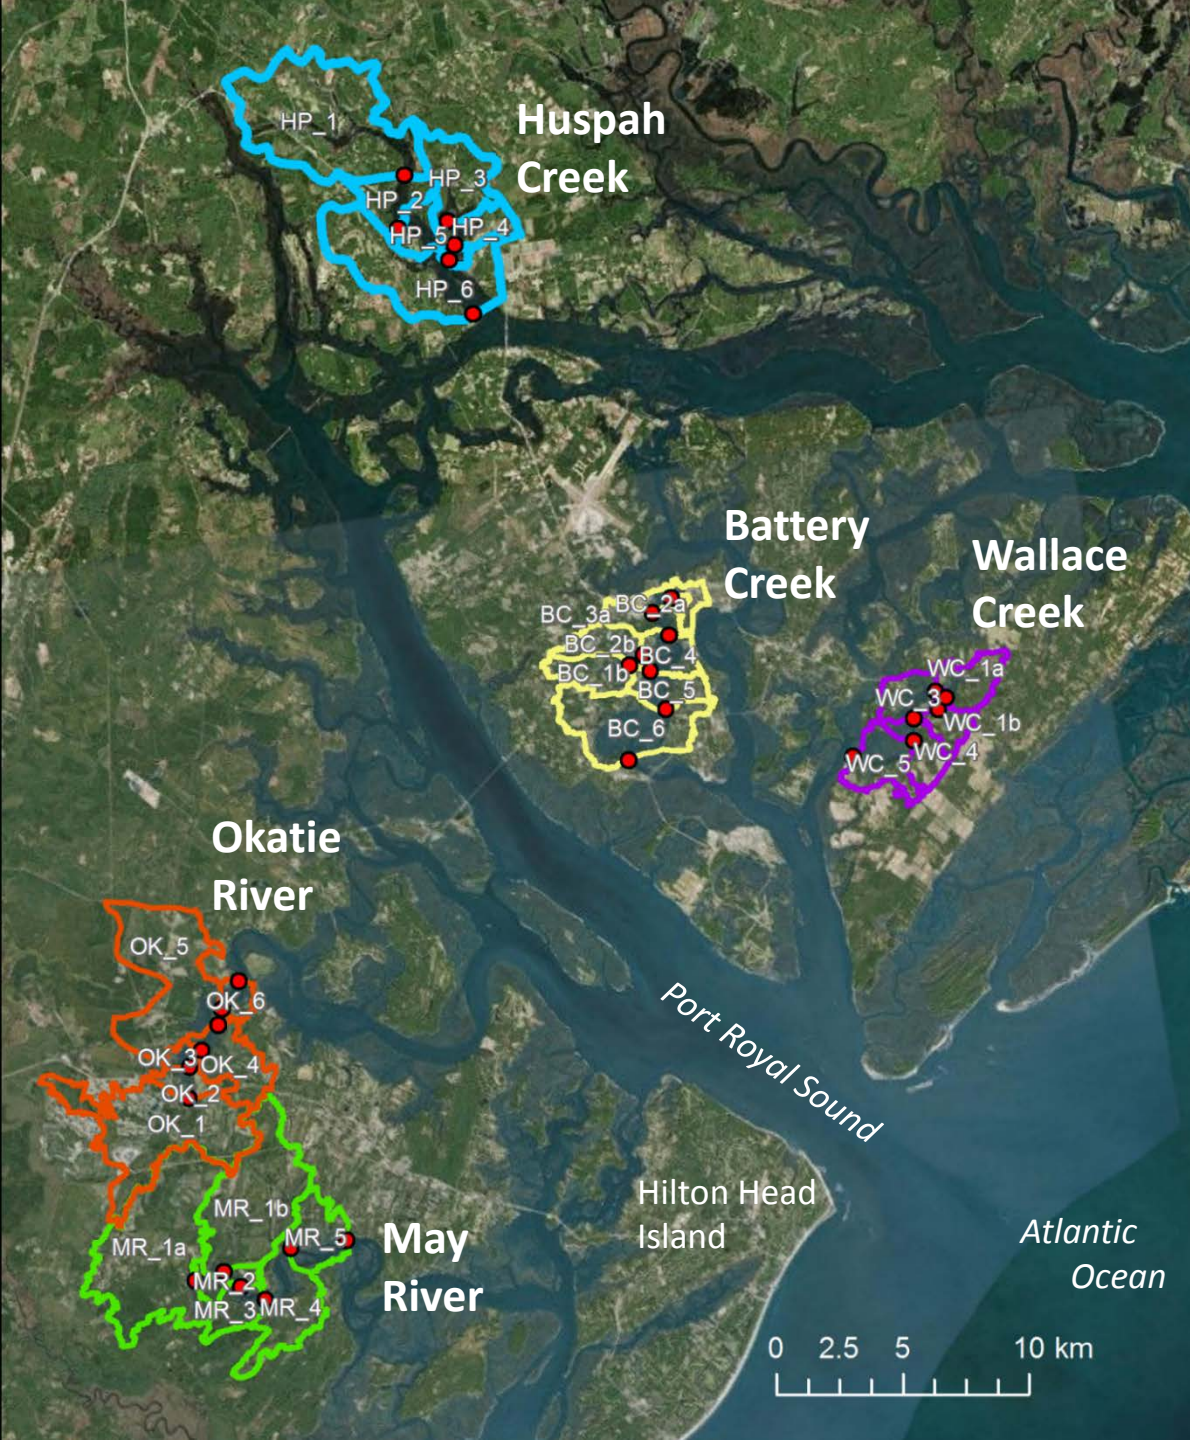 HP_1
Huspah
Creek
HP_3
HP_2
HP_5
HP_4
HP_6
Battery
Creek
Wallace
Creek
BC_2a
BC_3a
BC_2b
BC_4
BC_1b
BC_5
BC_6
WC_1a
WC_3
WC_1b
WC_4
WC_5
Okatie
River
OK_5
OK_6
OK_3
OK_4
OK_2
OK_1
Port Royal Sound
MR_1b
MR_5
MR_1a
MR_2
MR_3
MR_4
May
River
Hilton Head
Island
Atlantic
Ocean
0 2.5 5 10 km